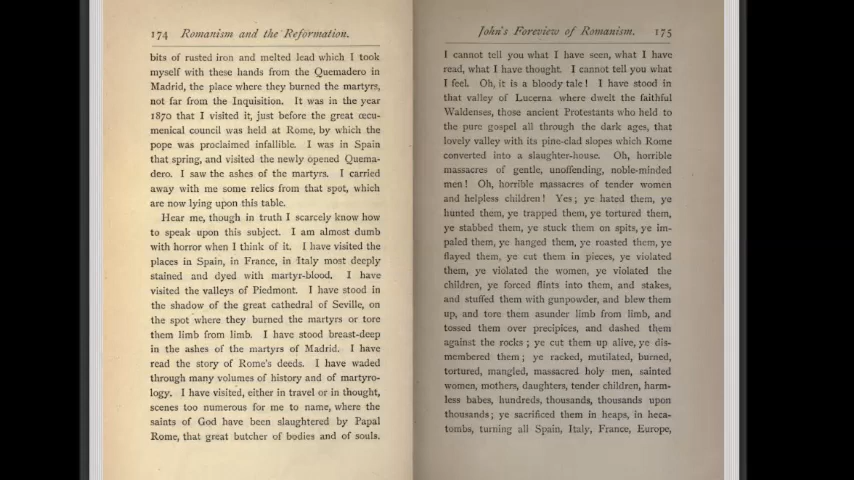 174 Romanism and the Reformation.
bits of rusted iron and melted lead which I took
myself with these hands from the Quemadero in
Madrid, the place where they burned the martyrs,
not far from the Inquisition. It was in the year
1870 that I visited it, just before the great œcu-
menical council was held at Rome, by which the
pope was proclaimed infallible. I was in Spain
that spring, and visited the newly opened Quema-
dero. I saw the ashes of the martyrs. I carried
away with me some relics from that spot, which
are now lying upon this table.
Hear me, though in truth I scarcely know how
to speak upon this subject. I am almost dumb
with horror when I think of it. I have visited the
places in Spain, in France, in Italy most deeply
stained and dyed with martyr-blood. I have
visited the valleys of Piedmont. I have stood in
the shadow of the great cathedral of Seville, on
the spot where they burned the martyrs or tore
them limb from limb. I have stood breast-deep
in the ashes of the martyrs of Madrid. I have
read the story of Rome's deeds. I have waded
through many volumes of history and of martyro-
logy. I have visited, either in travel or in thought,
scenes too numerous for me to name, where the
saints of God have been slaughtered by Papal
Rome, that great butcher of bodies and of souls.
John's Foreview of Romanism. 175
I cannot tell you what I have seen, what I have
read, what I have thought. I cannot tell you what
I feel. Oh, it is a bloody tale! I have stood in
that valley of Lucerna where dwelt the faithful
Waldenses, those ancient Protestants who held to
the pure gospel all through the dark ages, that
lovely valley with its pine-clad slopes which Rome
converted into a slaughter-house. Oh, horrible
massacres of gentle, unoffending, noble-minded
men! Oh, horrible massacres of tender women
and helpless children! Yes; ye hated them, ye
hunted them, ye trapped them, ye tortured them,
ye stabbed them, ye stuck them on spits, ye im-
paled them, ye hanged them, ye roasted them, ye
flayed them, ye cut them in pieces, ye violated
them, ye violated the women, ye violated the
children, ye forced flints into them, and stakes,
and stuffed them with gunpowder, and blew them
up, and tore them asunder limb from limb, and
tossed them over precipices, and dashed them
against the rocks; ye cut them up alive, ye dis-
membered them; ye racked, mutilated, burned,
tortured, mangled, massacred holy men, sainted
women, mothers, daughters, tender children, harm-
less babes, hundreds, thousands, thousands upon
thousands; ye sacrificed them in heaps, in heca-
tombs, turning all Spain, Italy, France, Europe,